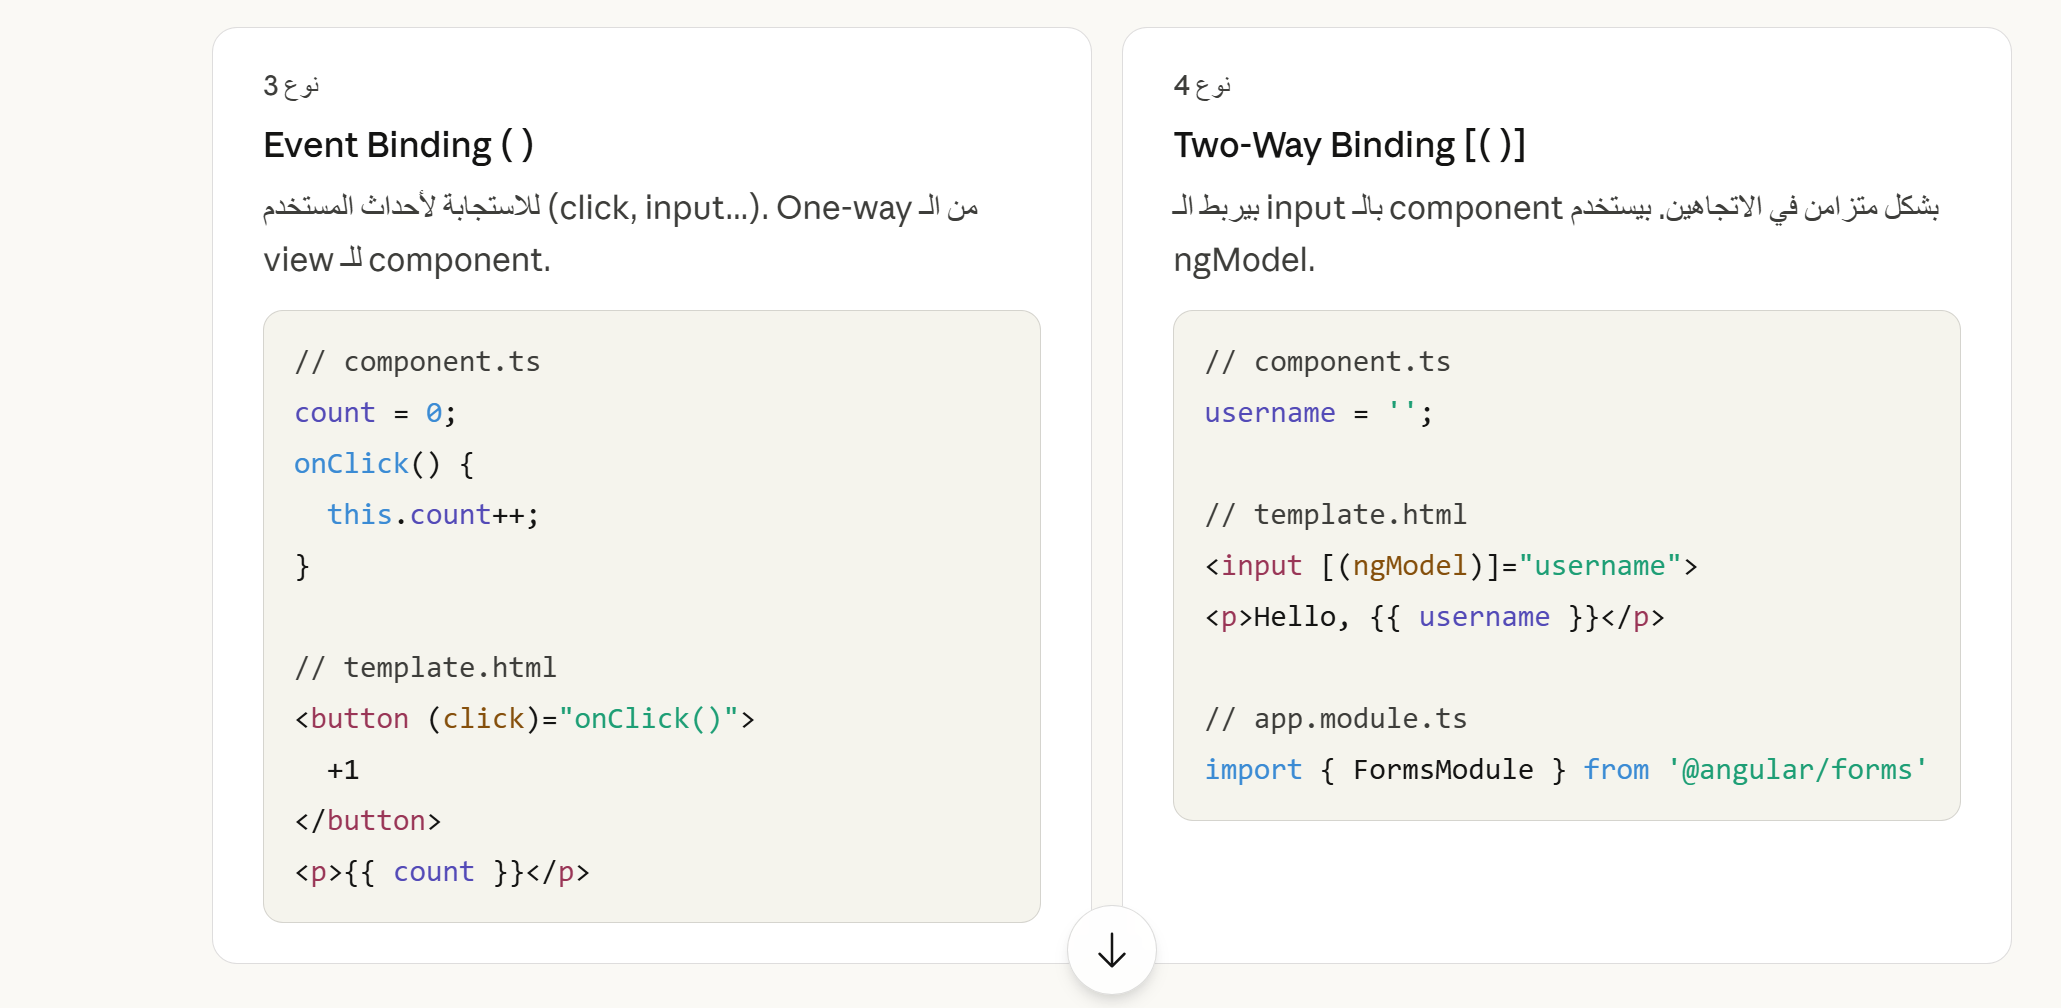 نوع 3
Event Binding ( )
للاستجابة لأحداث المستخدم (click, input...). One-way من الـ
view للـ component.
// component.ts
count = 0;
onClick() {
  this.count++;
}
// template.html
<button (click)="onClick()">
  +1
</button>
<p>{{ count }}</p>
نوع 4
Two-Way Binding [( )]
بيربط الـ input بالـ component بشكل متزامن في الاتجاهين. بيستخدم
ngModel.
// component.ts
username = '';
// template.html
<input [(ngModel)]="username">
<p>Hello, {{ username }}</p>
// app.module.ts
import { FormsModule } from '@angular/forms'